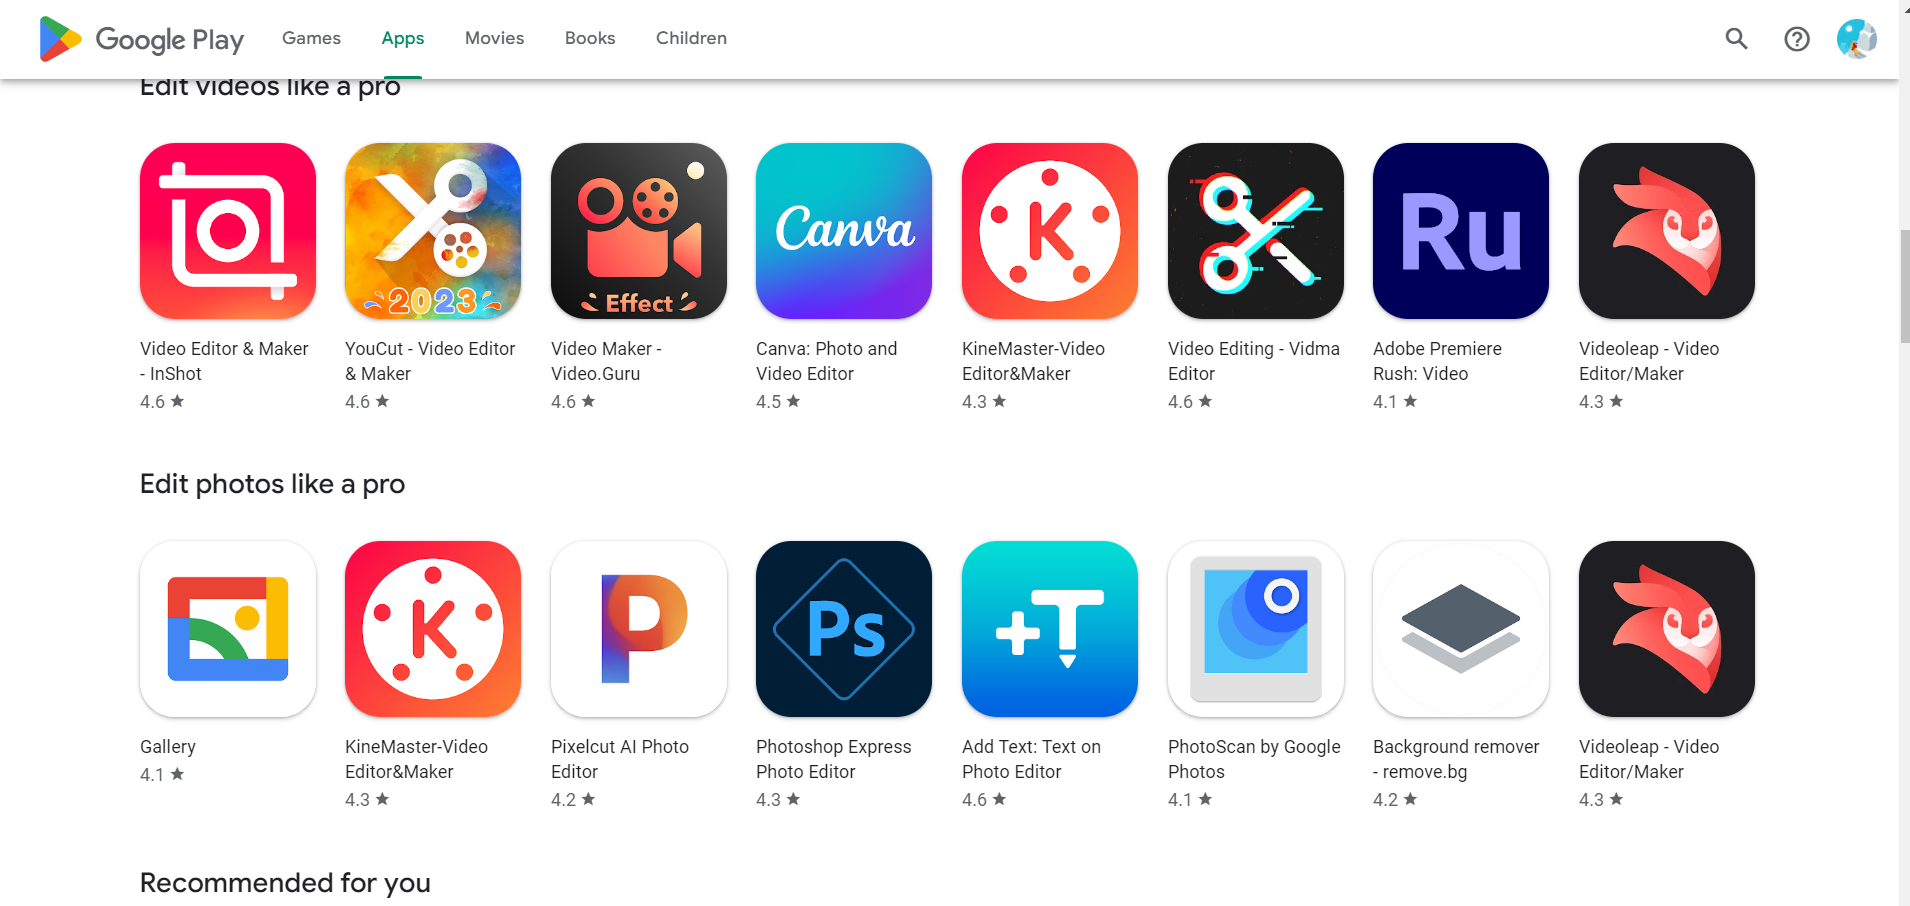 Google Play Games Apps Movies Books Children
Edit videos like a pro
2023
Effect
Canva
K
Ru
Video Editor & Maker
- InShot
4.6 ★
YouCut - Video Editor
& Maker
4.6 ★
Video Maker -
Video.Guru
4.6 ★
Canva: Photo and
Video Editor
4.5 ★
KineMaster-Video
Editor&Maker
4.3 ★
Video Editing - Vidma
Editor
4.6 ★
Adobe Premiere
Rush: Video
4.1 ★
Videoleap - Video
Editor/Maker
4.3 ★
Edit photos like a pro
K
P
Ps
+T
Gallery
4.1 ★
KineMaster-Video
Editor&Maker
4.3 ★
Pixelcut AI Photo
Editor
4.2 ★
Photoshop Express
Photo Editor
4.3 ★
Add Text: Text on
Photo Editor
4.6 ★
PhotoScan by Google
Photos
4.1 ★
Background remover
- remove.bg
4.2 ★
Videoleap - Video
Editor/Maker
4.3 ★
Recommended for you